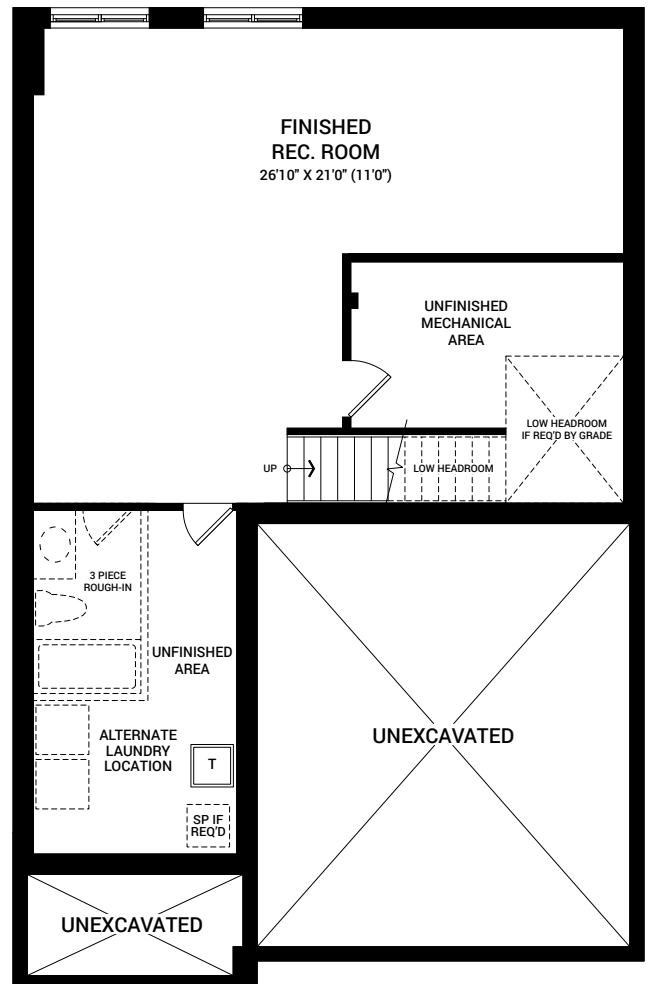 FINISHED
REC. ROOM
26'10" X 21'0" (11'0")
UNFINISHED
MECHANICAL
AREA
LOW HEADROOM
IF REQ'D BY GRADE
UP
LOW HEADROOM
3 PIECE
ROUGH-IN
UNFINISHED
AREA
ALTERNATE
LAUNDRY
LOCATION
T
SP IF
REQ'D
UNEXCAVATED
UNEXCAVATED